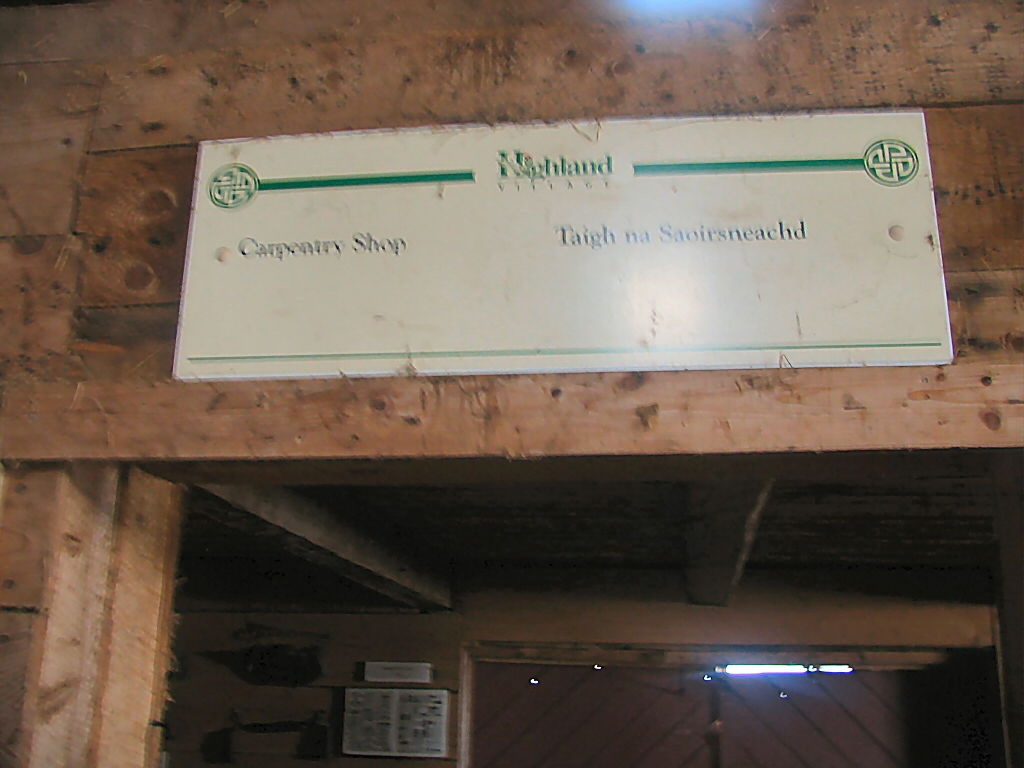 Highland
VILLAGE
Carpentry Shop
Taigh na Saoirsneachd